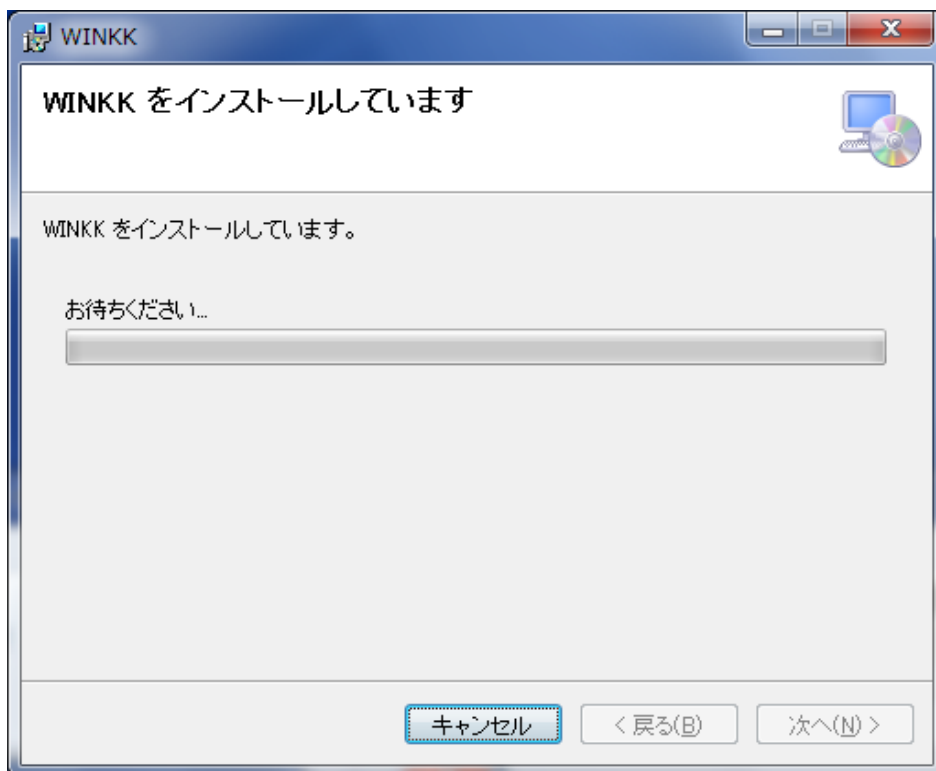 WINKK
WINKK をインストールしています
WINKK をインストールしています。
お待ちください...
キャンセル
< 戻る(B)
次へ(N) >